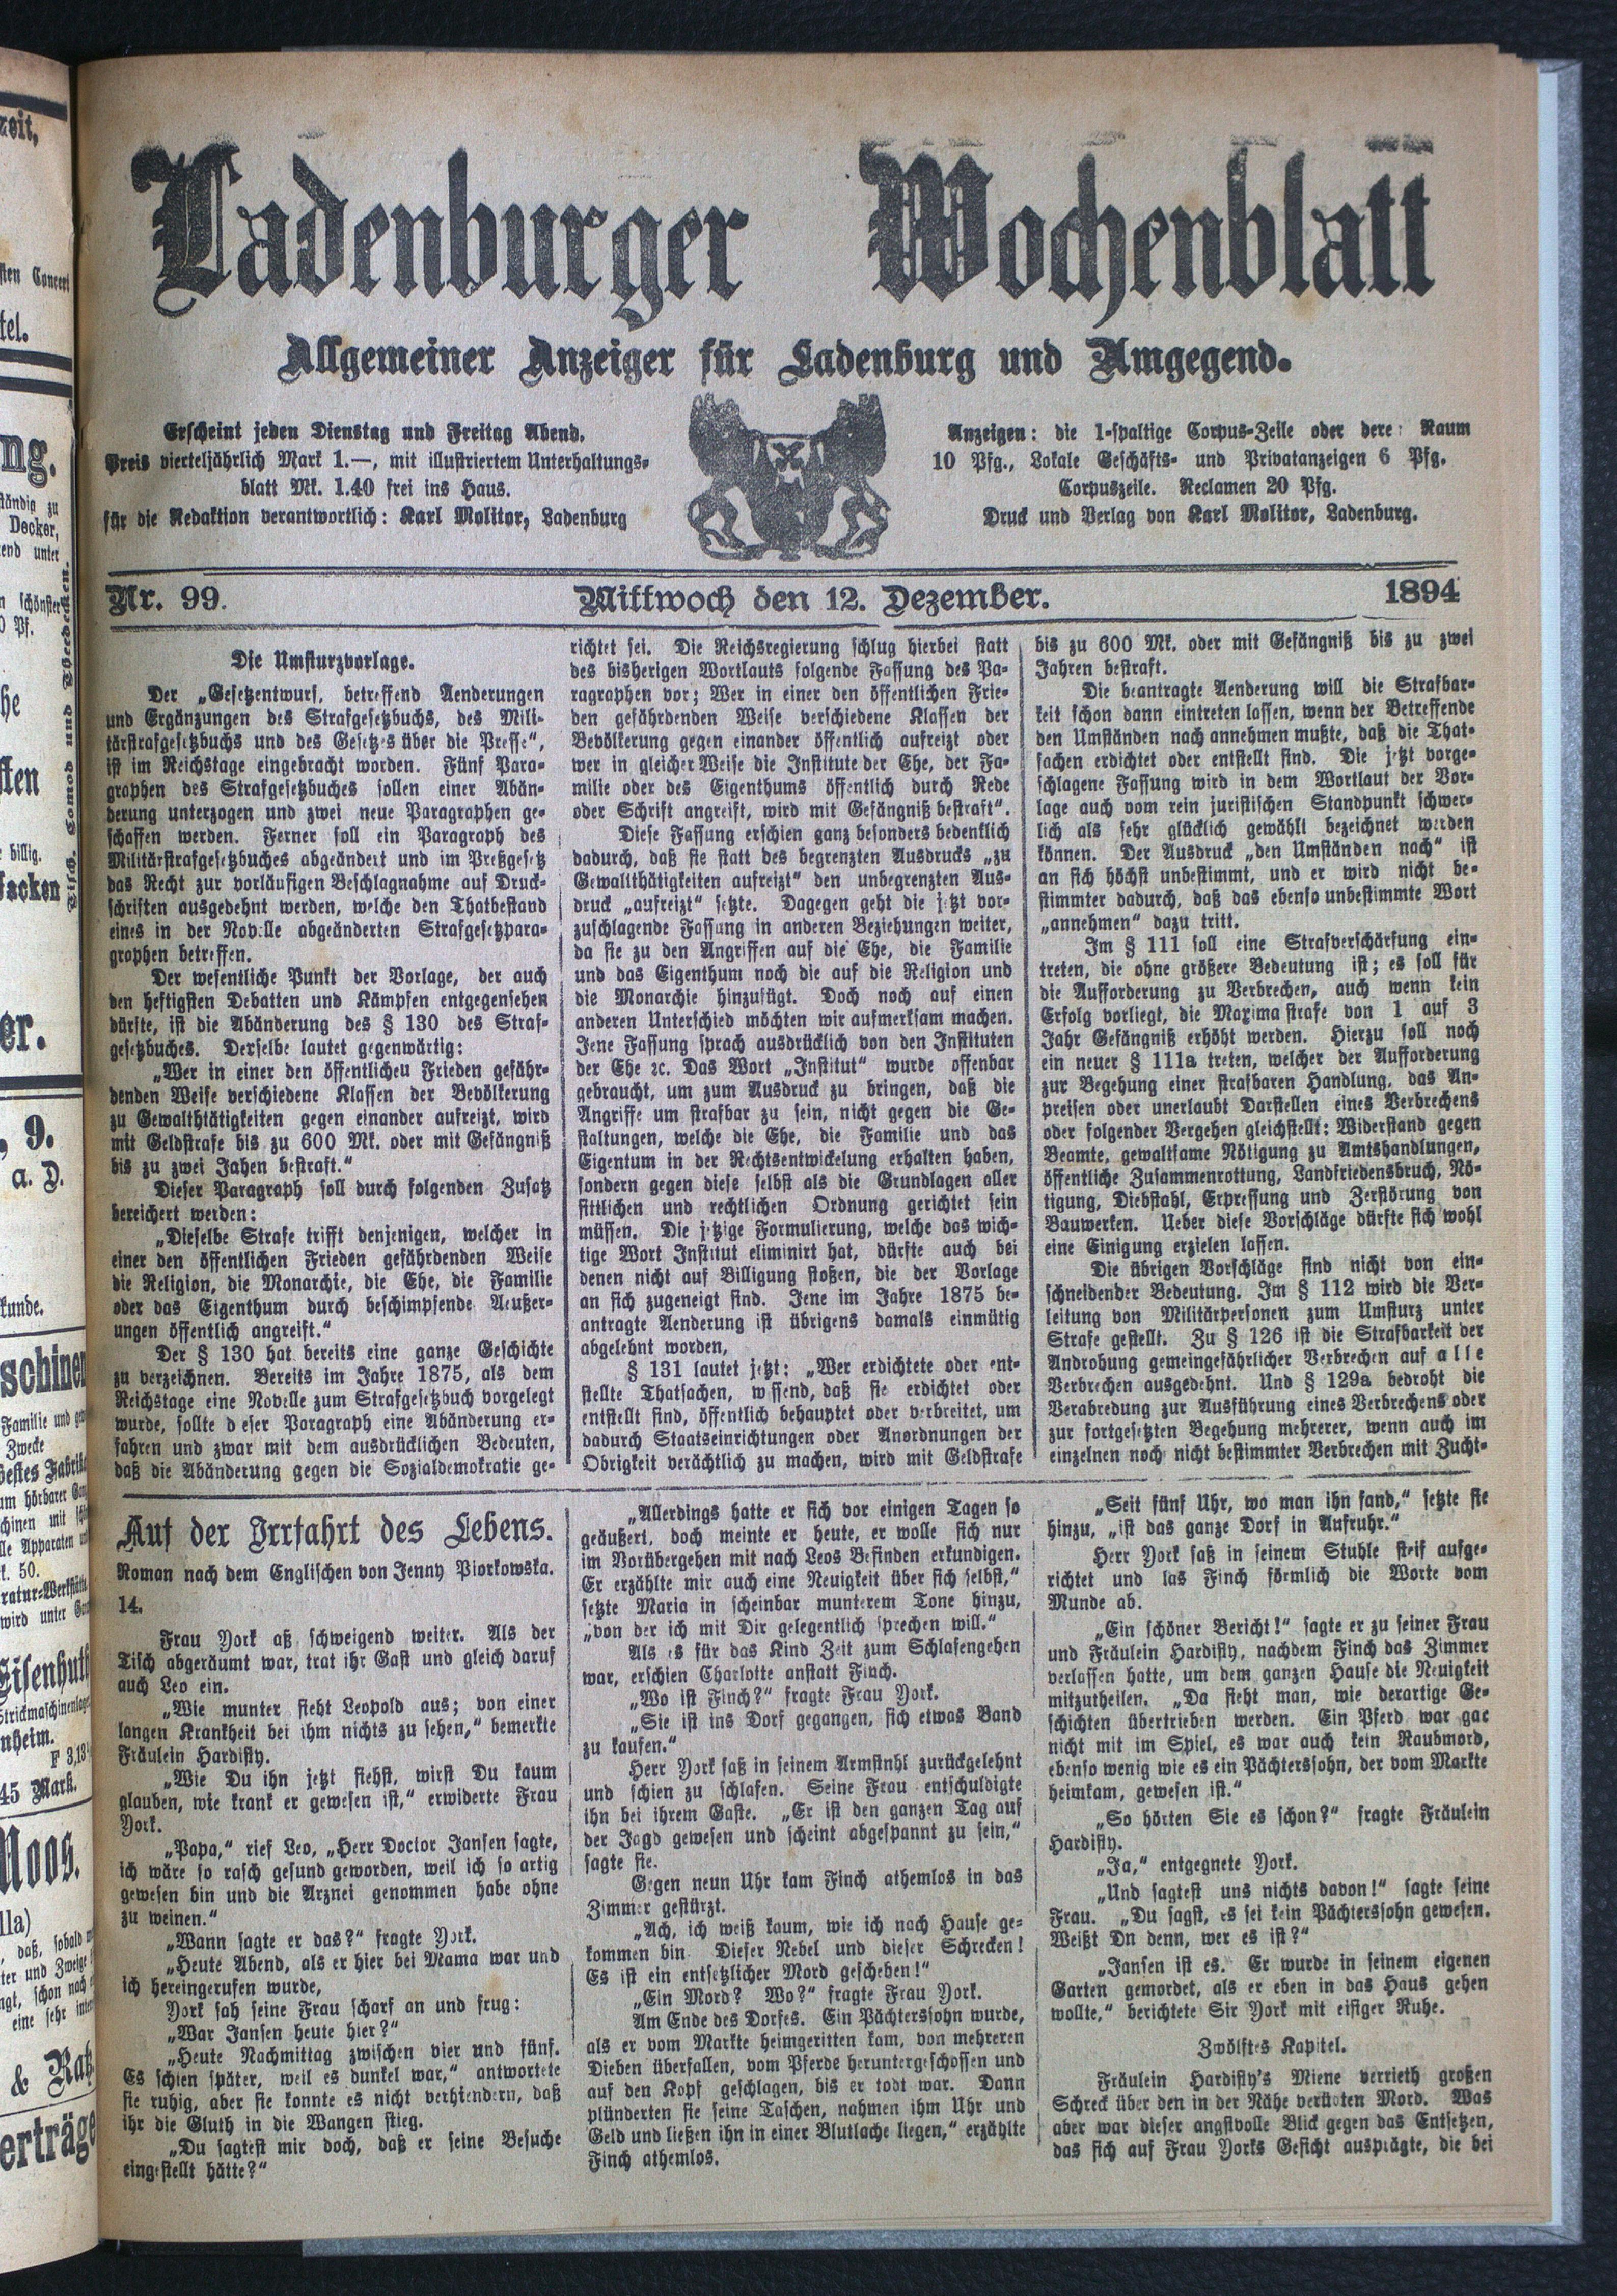 Ladenburger Wochenblatt
Allgemeiner Anzeiger für Ladenburg und Umgegend.
Erscheint jeden Dienstag und Freitag Abend.
Preis vierteljährlich Mark 1.—, mit illustriertem Unterhaltungs-
blatt Mk. 1.40 frei ins Haus.
für die Redaktion verantwortlich: Karl Molitor, Ladenburg
Anzeigen: die 1-spaltige Corpus-Zeile oder dere Raum
10 Pfg., Lokale Geschäfts- und Privatanzeigen 6 Pfg.
Corpuszeile. Reclamen 20 Pfg.
Druck und Verlag von Karl Molitor, Ladenburg.
Nr. 99. Mittwoch den 12. Dezember. 1894
Die Umsturzvorlage.
Der „Gesetzentwurf, betreffend Aenderungen
und Ergänzungen des Strafgesetzbuchs, des Mili-
tärstrafgesetzbuchs und des Gesetzes über die Presse“,
ist im Reichstage eingebracht worden. Fünf Para-
graphen des Strafgesetzbuches sollen einer Abän-
derung unterzogen und zwei neue Paragraphen ge-
schaffen werden. Ferner soll ein Paragraph des
Militärstrafgesetzbuches abgeändert und im Preßgesetz
das Recht zur vorläufigen Beschlagnahme auf Druck-
schriften ausgedehnt werden, welche den Thatbestand
eines in der Novelle abgeänderten Strafgesetzpara-
graphen betreffen.
Der wesentliche Punkt der Vorlage, der auch
den heftigsten Debatten und Kämpfen entgegensehen
dürfte, ist die Abänderung des § 130 des Straf-
gesetzbuches. Derselbe lautet gegenwärtig:
„Wer in einer den öffentlicheu Frieden gefähr-
denden Weise verschiedene Klassen der Bevölkerung
zu Gewalthtätigkeiten gegen einander aufreizt, wird
mit Geldstrafe bis zu 600 Mk. oder mit Gefängniß
bis zu zwei Jahen bestraft.“
Dieser Paragraph soll durch folgenden Zusatz
bereichert werden:
„Dieselbe Strafe trifft denjenigen, welcher in
einer den öffentlichen Frieden gefährdenden Weise
die Religion, die Monarchie, die Ehe, die Familie
oder das Eigenthum durch beschimpfende Aeußer-
ungen öffentlich angreift.“
Der § 130 hat bereits eine ganze Geschichte
zu verzeichnen. Bereits im Jahre 1875, als dem
Reichstage eine Novelle zum Strafgesetzbuch vorgelegt
wurde, sollte d eser Paragraph eine Abänderung er-
fahren und zwar mit dem ausdrücklichen Bedeuten,
daß die Abänderung gegen die Sozialdemokratie ge-
richtet sei. Die Reichsregierung schlug hierbei statt
des bisherigen Wortlauts folgende Fassung des Pa-
ragraphen vor; Wer in einer den öffentlichen Frie-
den gefährdenden Weise verschiedene Klassen der
Bevölkerung gegen einander öffentlich aufreizt oder
wer in gleicher Weise die Institute der Ehe, der Fa-
milie oder des Eigenthums öffentlich durch Rede
oder Schrift angreift, wird mit Gefängniß bestraft“.
Diese Fassung erschien ganz besonders bedenklich
dadurch, daß sie statt des begrenzten Ausdrucks „zu
Gewaltthätigkeiten aufreizt“ den unbegrenzten Aus-
druck „aufreizt“ setzte. Dagegen geht die jetzt vor-
zuschlagende Fassung in anderen Beziehungen weiter,
da sie zu den Angriffen auf die Ehe, die Familie
und das Eigenthum noch die auf die Religion und
die Monarchie hinzufügt. Doch noch auf einen
anderen Unterschied möchten wir aufmerksam machen.
Jene Fassung sprach ausdrücklich von den Instituten
der Ehe ꝛc. Das Wort „Institut“ wurde offenbar
gebraucht, um zum Ausdruck zu bringen, daß die
Angriffe um strafbar zu sein, nicht gegen die Ge-
staltungen, welche die Ehe, die Familie und das
Eigentum in der Rechtsentwickelung erhalten haben,
sondern gegen diese selbst als die Grundlagen aller
sittlichen und rechtlichen Ordnung gerichtet sein
müssen. Die jetzige Formulierung, welche das wich-
tige Wort Institut eliminirt hat, dürfte auch bei
denen nicht auf Billigung stoßen, die der Vorlage
an sich zugeneigt sind. Jene im Jahre 1875 be-
antragte Aenderung ist übrigens damals einmütig
abgelehnt worden,
§ 131 lautet jetzt: „Wer erdichtete oder ent-
stellte Thatsachen, wissend, daß sie erdichtet oder
entstellt sind, öffentlich behauptet oder verbreitet, um
dadurch Staatseinrichtungen oder Anordnungen der
Obrigkeit verächtlich zu machen, wird mit Geldstrafe
bis zu 600 Mk. oder mit Gefängniß bis zu zwei
Jahren bestraft.
Die beantragte Aenderung will die Strafbar-
keit schon dann eintreten lassen, wenn der Betreffende
den Umständen nach annehmen mußte, daß die That-
sachen erdichtet oder entstellt sind. Die jetzt vorge-
schlagene Fassung wird in dem Wortlaut der Vor-
lage auch vom rein juristischen Standpunkt schwer-
lich als sehr glücklich gewählt bezeichnet werden
können. Der Ausdruck „den Umständen nach“ ist
an sich höchst unbestimmt, und er wird nicht be-
stimmter dadurch, daß das ebenso unbestimmte Wort
„annehmen“ dazu tritt.
Im § 111 soll eine Strafverschärfung ein-
treten, die ohne größere Bedeutung ist; es soll für
die Aufforderung zu Verbrechen, auch wenn kein
Erfolg vorliegt, die Maximastrafe von 1 auf 3
Jahr Gefängniß erhöht werden. Hierzu soll noch
ein neuer § 111a treten, welcher der Aufforderung
zur Begehung einer strafbaren Handlung, das An-
preisen oder unerlaubt Darstellen eines Verbrechens
oder folgender Vergehen gleichstellt: Widerstand gegen
Beamte, gewaltsame Nötigung zu Amtshandlungen,
öffentliche Zusammenrottung, Landfriedensbruch, Nö-
tigung, Diebstahl, Erpressung und Zerstörung von
Bauwerken. Ueber diese Vorschläge dürfte sich wohl
eine Einigung erzielen lassen.
Die übrigen Vorschläge sind nicht von ein-
schneidender Bedeutung. Im § 112 wird die Ver-
leitung von Militärpersonen zum Umsturz unter
Strafe gestellt. Zu § 126 ist die Strafbarkeit der
Androhung gemeingefährlicher Verbrechen auf alle
Verbrechen ausgedehnt. Und § 129a bedroht die
Verabredung zur Ausführung eines Verbrechens oder
zur fortgesetzten Begehung mehrerer, wenn auch im
einzelnen noch nicht bestimmter Verbrechen mit Zucht-
Auf der Irrfahrt des Lebens.
Roman nach dem Englischen von Jenny Piorkowska.
14.
Frau York aß schweigend weiter. Als der
Tisch abgeräumt war, trat ihr Gast und gleich darauf
auch Leo ein.
„Wie munter sieht Leopold aus; von einer
langen Krankheit bei ihm nichts zu sehen,“ bemerkte
Fräulein Hardisty.
„Wie Du ihn jetzt siehst, wirst Du kaum
glauben, wie krank er gewesen ist,“ erwiderte Frau
York.
„Papa,“ rief Leo, „Herr Doctor Jansen sagte,
ich wäre so rasch gesund geworden, weil ich so artig
gewesen bin und die Arznei genommen habe ohne
zu weinen.“
„Wann sagte er das?“ fragte York.
„Heute Abend, als er hier bei Mama war und
ich hereingerufen wurde,
York sah seine Frau scharf an und frug:
„War Jansen heute hier?“
„Heute Nachmittag zwischen vier und fünf.
Es schien später, weil es dunkel war,“ antwortete
sie ruhig, aber sie konnte es nicht verhiendern, daß
ihr die Gluth in die Wangen stieg.
„Du sagtest mir doch, daß er seine Besuche
eingestellt hätte?“
„Allerdings hatte er sich vor einigen Tagen so
geäußert, doch meinte er heute, er wolle sich nur
im Vorübergehen mit nach Leos Befinden erkundigen.
Er erzählte mir auch eine Neuigkeit über sich selbst,“
setzte Maria in scheinbar munterem Tone hinzu,
„von der ich mit Dir gelegentlich sprechen will.“
Als es für das Kind Zeit zum Schlafengehen
war, erschien Charlotte anstatt Finch.
„Wo ist Finch?“ fragte Frau York.
„Sie ist ins Dorf gegangen, sich etwas Band
zu kaufen.“
Herr York saß in seinem Armstnhl zurückgelehnt
und schien zu schlafen. Seine Frau entschuldigte
ihn bei ihrem Gaste. „Er ist den ganzen Tag auf
der Jagd gewesen und scheint abgespannt zu sein,“
sagte sie.
Gegen neun Uhr kam Finch athemlos in das
Zimmer gestürzt.
„Ach, ich weiß kaum, wie ich nach Hause ge-
kommen bin. Dieser Nebel und dieser Schrecken!
Es ist ein entsetzlicher Mord geschehen!“
„Ein Mord? Wo?“ fragte Frau York.
„Am Ende des Dorfes. Ein Pächterssohn wurde,
als er vom Markte heimgeritten kam, von mehreren
Dieben überfallen, vom Pferde heruntergeschossen und
auf den Kopf geschlagen, bis er todt war. Dann
plünderten sie seine Taschen, nahmen ihm Uhr und
Geld und ließen ihn in einer Blutlache liegen,“ erzählte
Finch athemlos.
„Seit fünf Uhr, wo man ihn fand,“ setzte sie
hinzu, „ist das ganze Dorf in Aufruhr.“
Herr York saß in seinem Stuhle steif aufge-
richtet und las Finch förmlich die Worte vom
Munde ab.
„Ein schöner Bericht!“ sagte er zu seiner Frau
und Fräulein Hardisty, nachdem Finch das Zimmer
verlassen hatte, um dem ganzen Hause die Neuigkeit
mitzutheilen. „Da sieht man, wie derartige Ge-
schichten übertrieben werden. Ein Pferd war gac
nicht mit im Spiel, es war auch kein Raubmord,
ebenso wenig wie es ein Pächterssohn, der vom Markte
heimkam, gewesen ist.“
„So hörten Sie es schon?“ fragte Fräulein
Hardisty.
„Ja,“ entgegnete York.
„Und sagtest uns nichts davon!“ sagte seine
Frau. „Du sagst, es sei kein Pächterssohn gewesen.
Weißt Dn denn, wer es ist?“
„Jansen ist es. Er wurde in seinem eigenen
Garten gemordet, als er eben in das Haus gehen
wollte,“ berichtete Sir York mit eisiger Ruhe.
Zwölftes Kapitel.
Fräulein Hardisty's Miene verrieth großen
Schreck über den in der Nähe verübten Mord. Was
aber war dieser angstvolle Blick gegen das Entsetzen,
das sich auf Frau Yorks Gesicht ausprägte, die bei